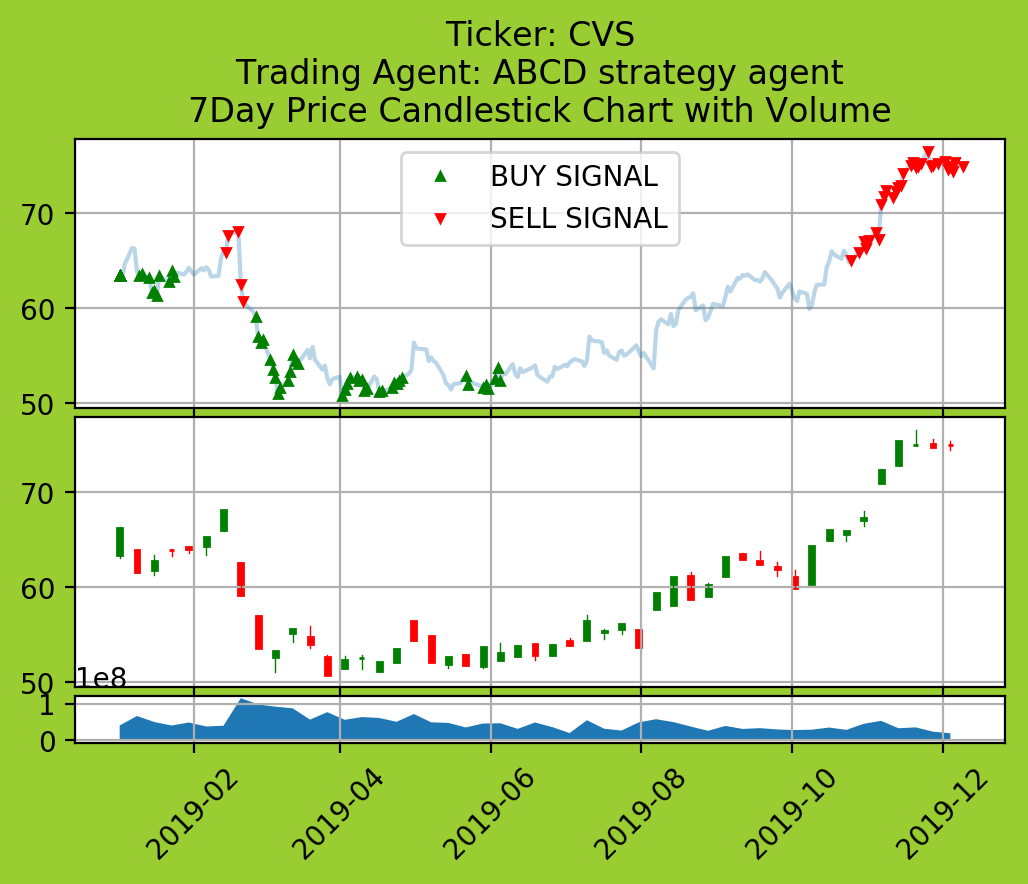 Ticker: CVS
Trading Agent: ABCD strategy agent
7Day Price Candlestick Chart with Volume
BUY SIGNAL
SELL SIGNAL
70
60
50
70
60
50
1e8
1
0
2019-02
2019-04
2019-06
2019-08
2019-10
2019-12